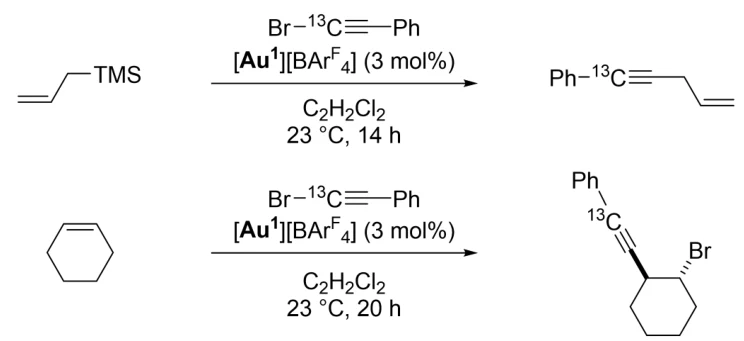 Br–¹³C≡–Ph
[Au¹][BArᶠ₄] (3 mol%)
TMS
C₂H₂Cl₂
23 °C, 14 h
Ph–¹³C≡
Br–¹³C≡–Ph
[Au¹][BArᶠ₄] (3 mol%)
C₂H₂Cl₂
23 °C, 20 h
Ph
¹³C
Br